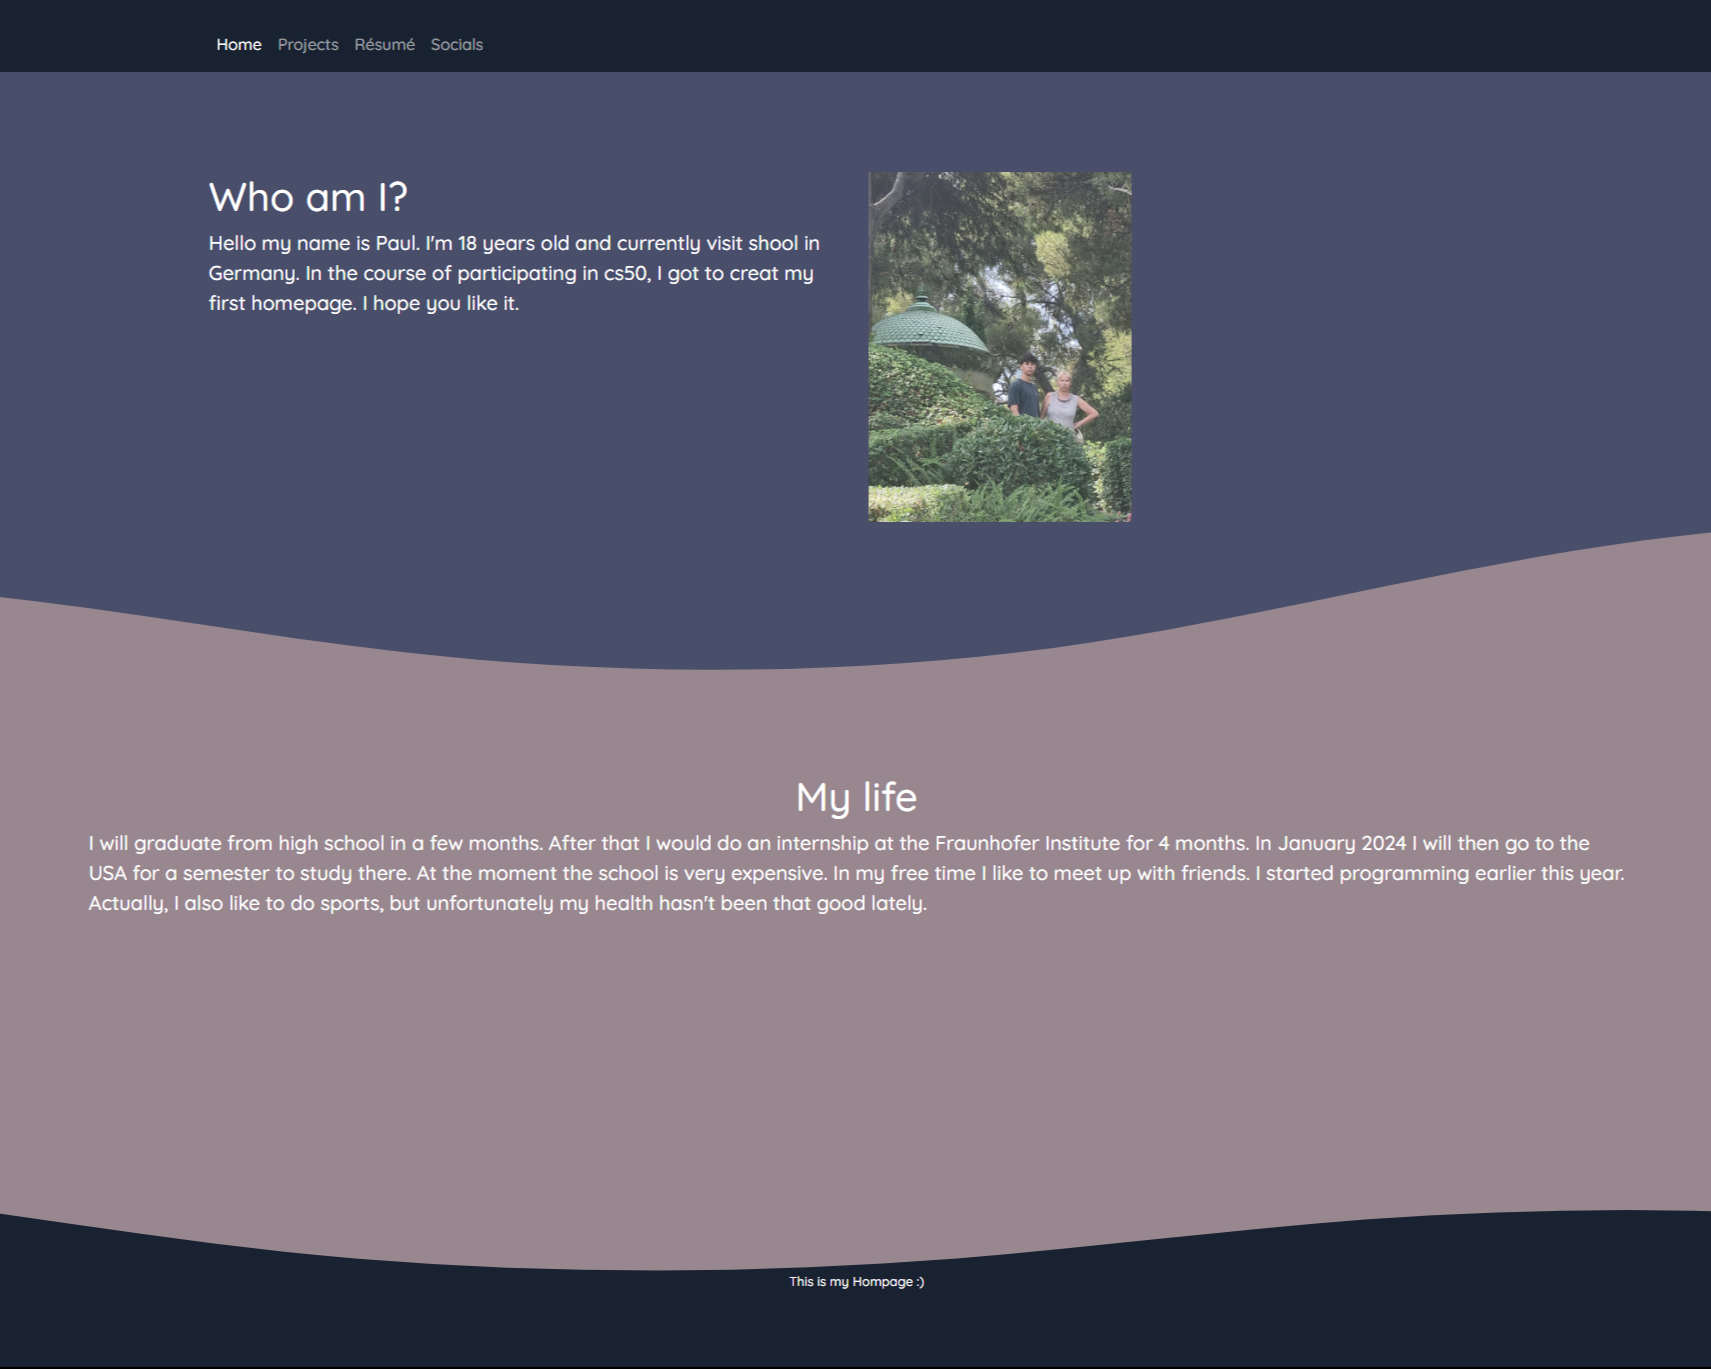 Home Projects Résumé Socials
Who am I?
Hello my name is Paul. I'm 18 years old and currently visit shool in
Germany. In the course of participating in cs50, I got to creat my
first homepage. I hope you like it.
My life
I will graduate from high school in a few months. After that I would do an internship at the Fraunhofer Institute for 4 months. In January 2024 I will then go to the
USA for a semester to study there. At the moment the school is very expensive. In my free time I like to meet up with friends. I started programming earlier this year.
Actually, I also like to do sports, but unfortunately my health hasn't been that good lately.
This is my Hompage :)